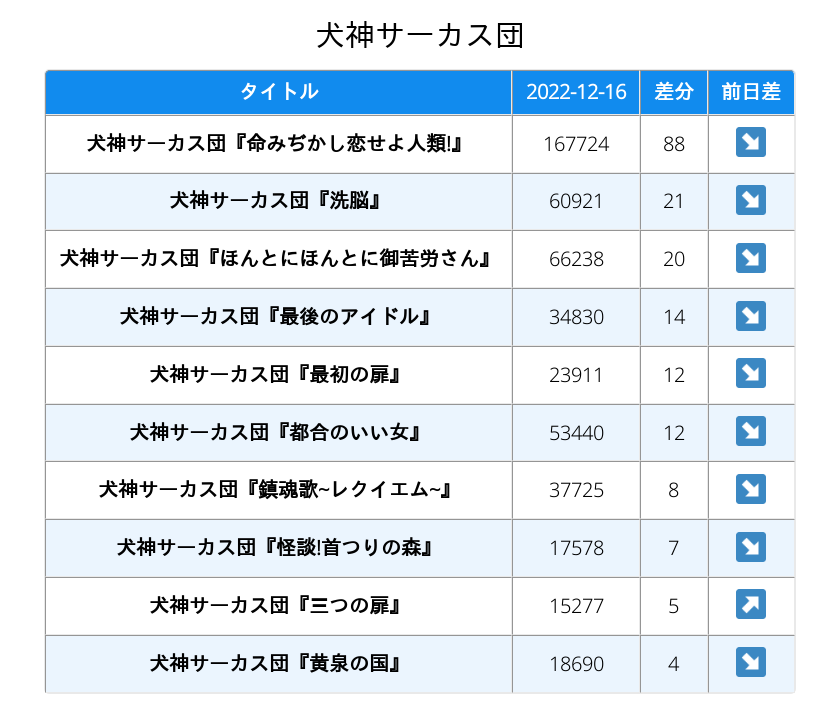 犬神サーカス団
タイトル 2022-12-16 差分 前日差
犬神サーカス団『命みぢかし恋せよ人類!』 167724 88 ↘
犬神サーカス団『洗脳』 60921 21 ↘
犬神サーカス団『ほんとにほんとに御苦労さん』 66238 20 ↘
犬神サーカス団『最後のアイドル』 34830 14 ↘
犬神サーカス団『最初の扉』 23911 12 ↘
犬神サーカス団『都合のいい女』 53440 12 ↘
犬神サーカス団『鎮魂歌~レクイエム~』 37725 8 ↘
犬神サーカス団『怪談!首つりの森』 17578 7 ↘
犬神サーカス団『三つの扉』 15277 5 ↗
犬神サーカス団『黄泉の国』 18690 4 ↘